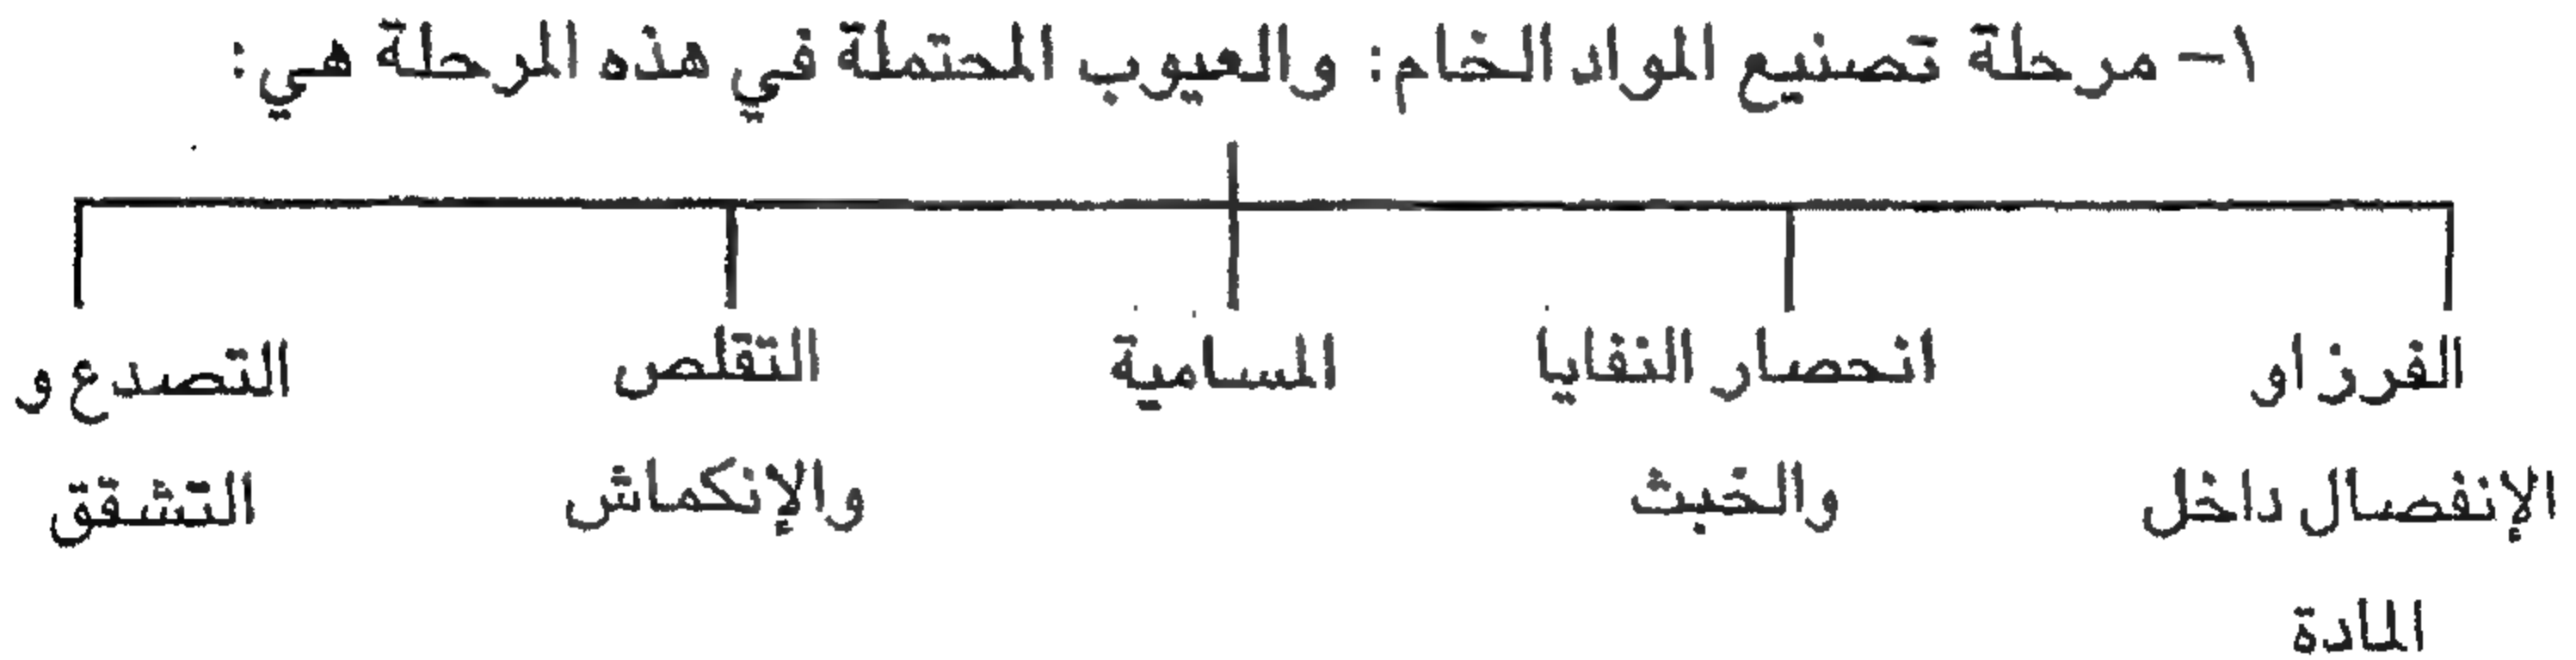 ١- مرحلة تصنيع المواد الخام: والعيوب المحتملة في هذه المرحلة هي:
الفرز او
الإنفصال داخل
المادة
انحصار النفايا
والخبث
المسامية
التقلص
والإنكماش
التصدع و
التشقق